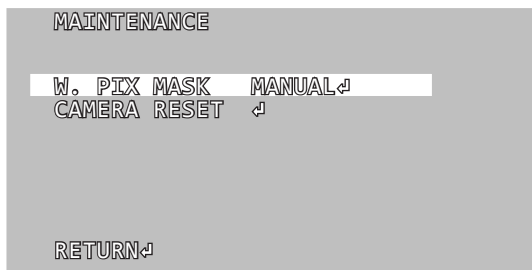 MAINTENANCE
W. PIX MASK MANUAL↲
CAMERA RESET ↲
RETURN↲